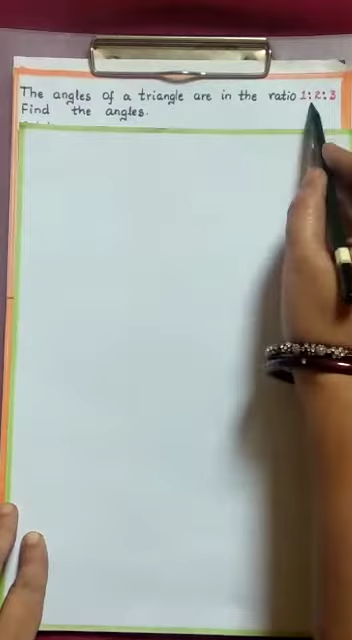 The angles of a triangle are in the ratio 1:2:3
Find the angles.